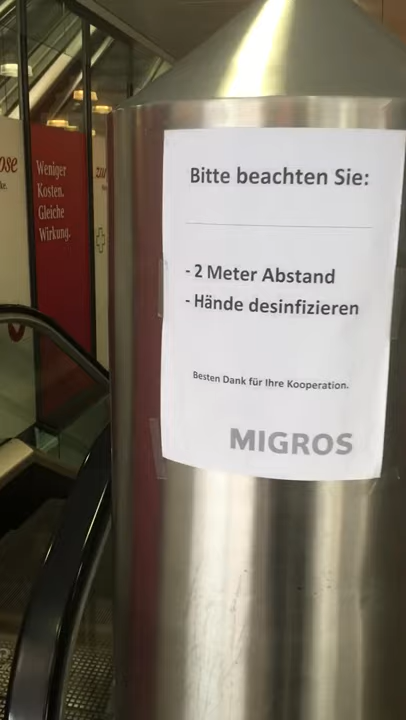 Bitte beachten Sie:
- 2 Meter Abstand
- Hände desinfizieren
Besten Dank für Ihre Kooperation.
MIGROS
Weniger
Kosten.
Gleiche
Wirkung.